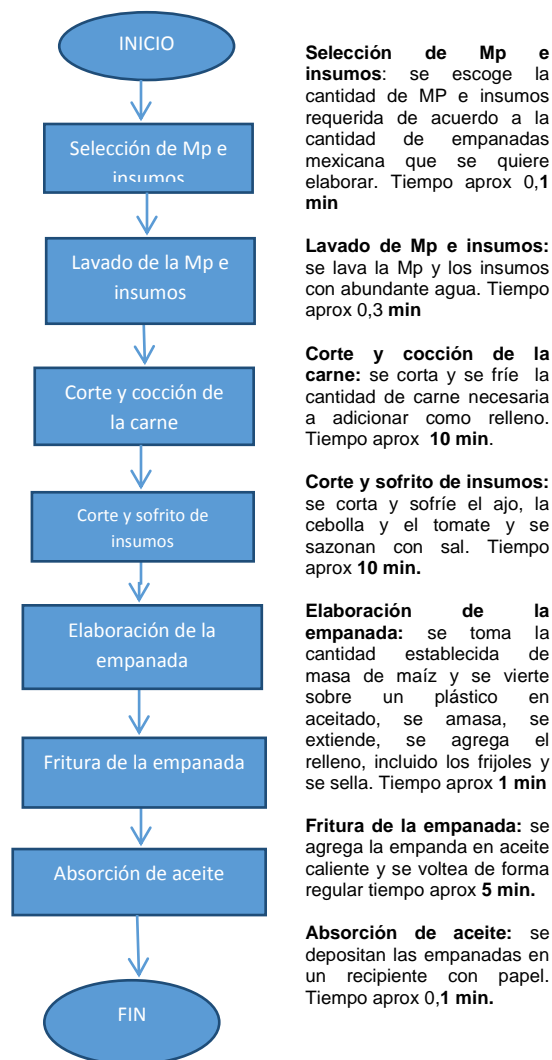 INICIO
Selección de Mp e
insumos
Lavado de la Mp e
insumos
Corte y cocción de
la carne
Corte y sofrito de
insumos
Elaboración de la
empanada
Fritura de la empanada
Absorción de aceite
FIN
Selección de Mp e
insumos: se escoge la
cantidad de MP e insumos
requerida de acuerdo a la
cantidad de empanadas
mexicana que se quiere
elaborar. Tiempo aprox 0,1
min
Lavado de Mp e insumos:
se lava la Mp y los insumos
con abundante agua. Tiempo
aprox 0,3 min
Corte y cocción de la
carne: se corta y se fríe la
cantidad de carne necesaria
a adicionar como relleno.
Tiempo aprox 10 min.
Corte y sofrito de insumos:
se corta y sofríe el ajo, la
cebolla y el tomate y se
sazonan con sal. Tiempo
aprox 10 min.
Elaboración de la
empanada: se toma la
cantidad establecida de
masa de maíz y se vierte
sobre un plástico en
aceitado, se amasa, se
extiende, se agrega el
relleno, incluido los frijoles y
se sella. Tiempo aprox 1 min
Fritura de la empanada: se
agrega la empanda en aceite
caliente y se voltea de forma
regular tiempo aprox 5 min.
Absorción de aceite: se
depositan las empanadas en
un recipiente con papel.
Tiempo aprox 0,1 min.